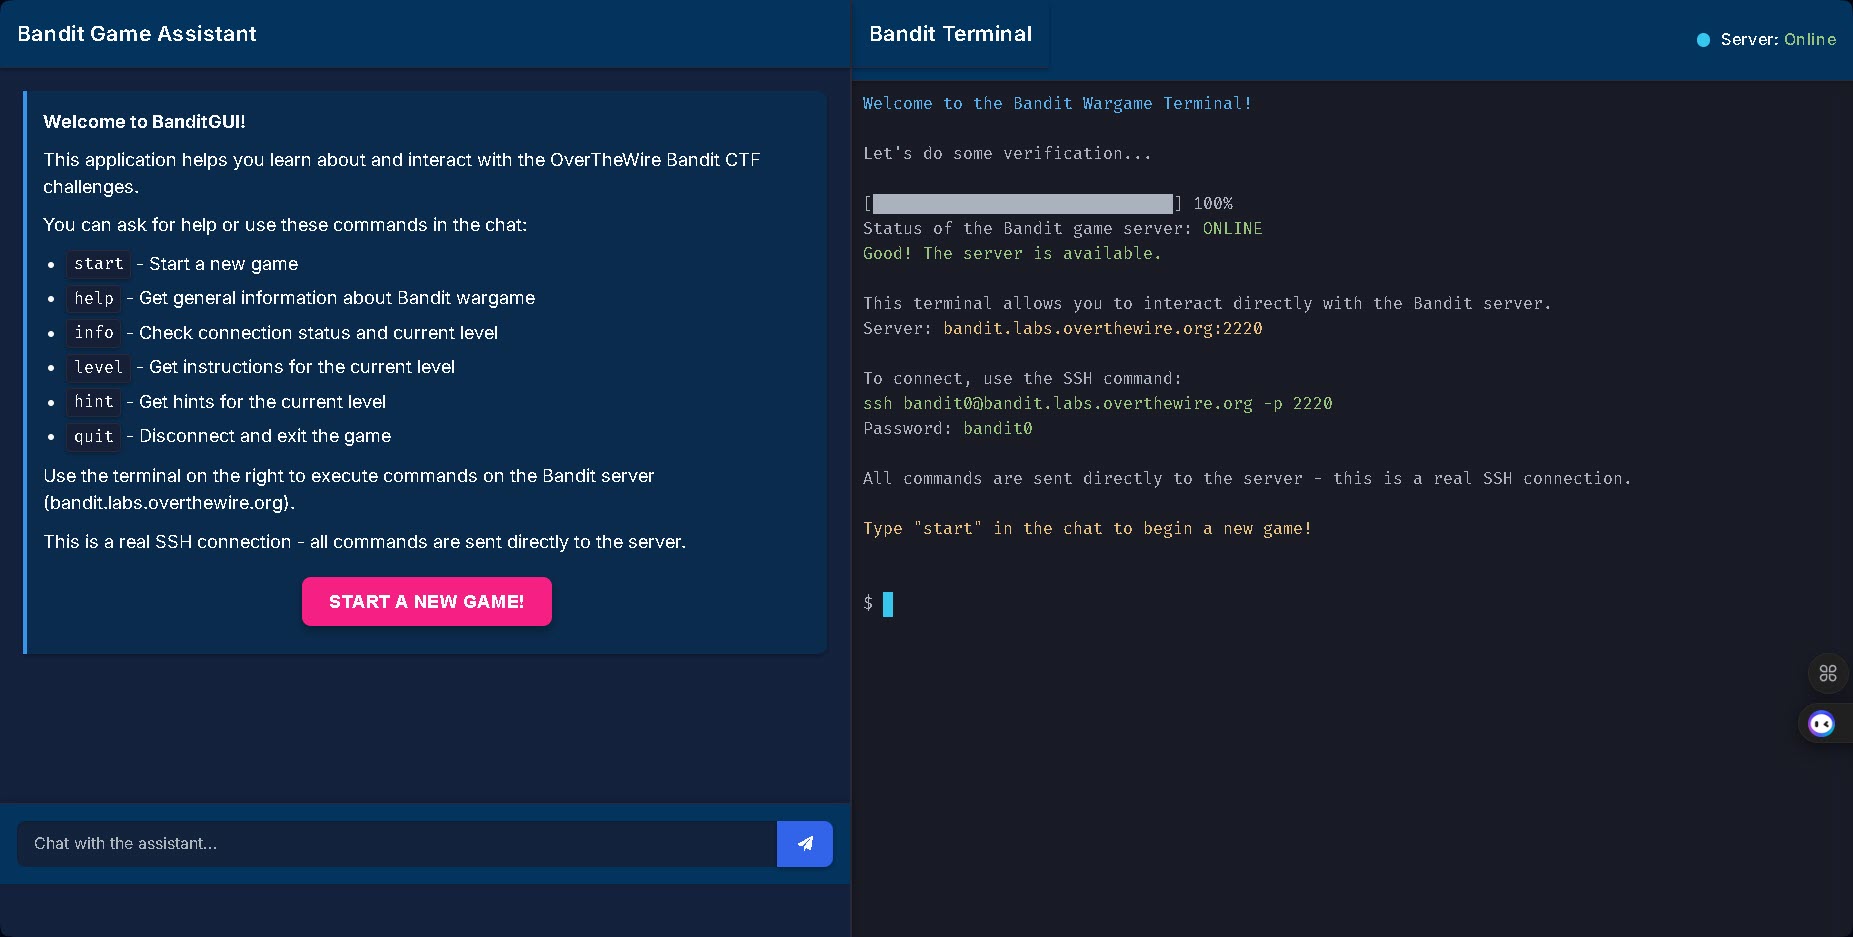 Bandit Game Assistant
Welcome to BanditGUI!
This application helps you learn about and interact with the OverTheWire Bandit CTF
challenges.
You can ask for help or use these commands in the chat:
• start - Start a new game
• help - Get general information about Bandit wargame
• info - Check connection status and current level
• level - Get instructions for the current level
• hint - Get hints for the current level
• quit - Disconnect and exit the game
Use the terminal on the right to execute commands on the Bandit server
(bandit.labs.overthewire.org).
This is a real SSH connection - all commands are sent directly to the server.
START A NEW GAME!
Chat with the assistant...
Bandit Terminal
Server: Online
Welcome to the Bandit Wargame Terminal!
Let's do some verification...
[] 100%
Status of the Bandit game server: ONLINE
Good! The server is available.
This terminal allows you to interact directly with the Bandit server.
Server: bandit.labs.overthewire.org:2220
To connect, use the SSH command:
ssh bandit0@bandit.labs.overthewire.org -p 2220
Password: bandit0
All commands are sent directly to the server - this is a real SSH connection.
Type "start" in the chat to begin a new game!
$